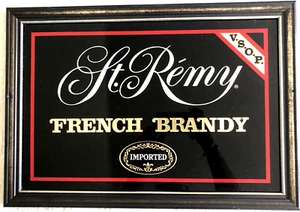 V.S.O.P.
St. Rémy
FRENCH BRANDY
IMPORTED